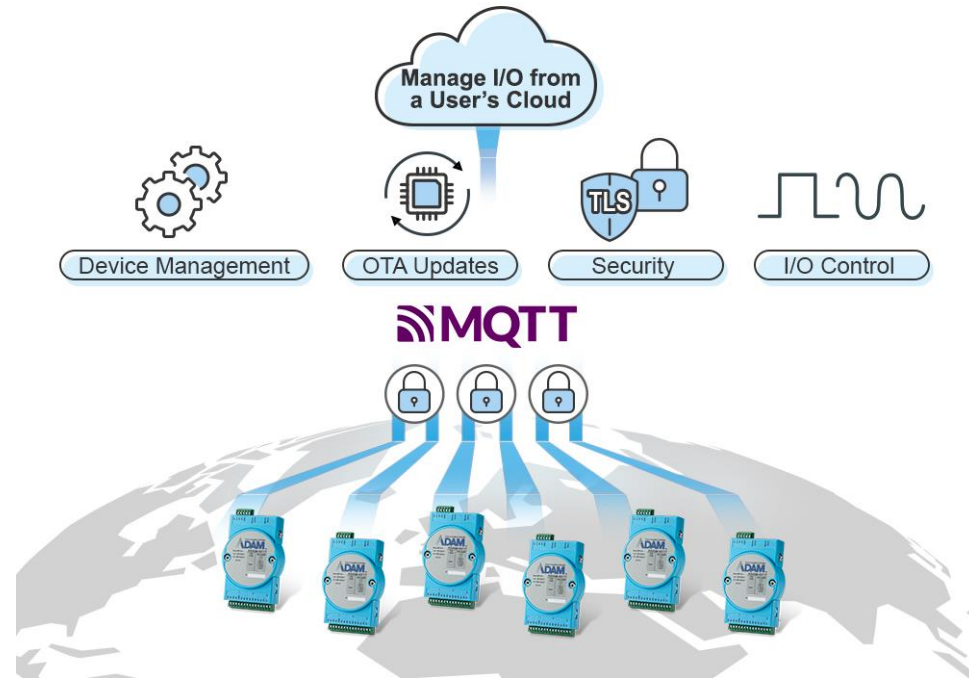 Manage I/O from
a User's Cloud
TLS
Device Management
OTA Updates
Security
I/O Control
MQTT
ADAM
ADAM
ADAM
ADAM
ADAM
ADAM